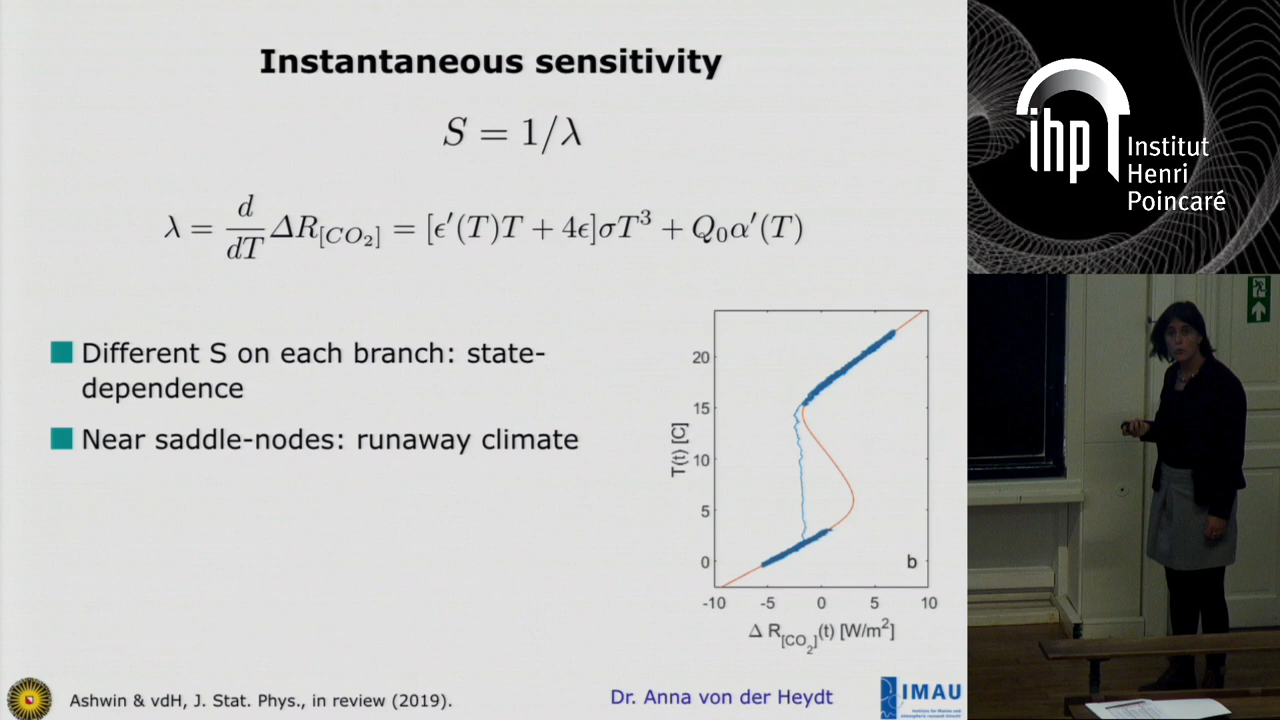 Instantaneous sensitivity
S = 1/λ
λ = d/dT ΔR[CO₂] = [ϵ′(T)T + 4ϵ]σT³ + Q₀α′(T)
Different S on each branch: state-
dependence
Near saddle-nodes: runaway climate
20
15
10
5
0
T(t) [C]
b
-10 -5 0 5 10
Δ R[CO₂](t) [W/m²]
Ashwin & vdH, J. Stat. Phys., in review (2019).
Dr. Anna von der Heydt
IMAU
ihp
Institut
Henri
Poincaré